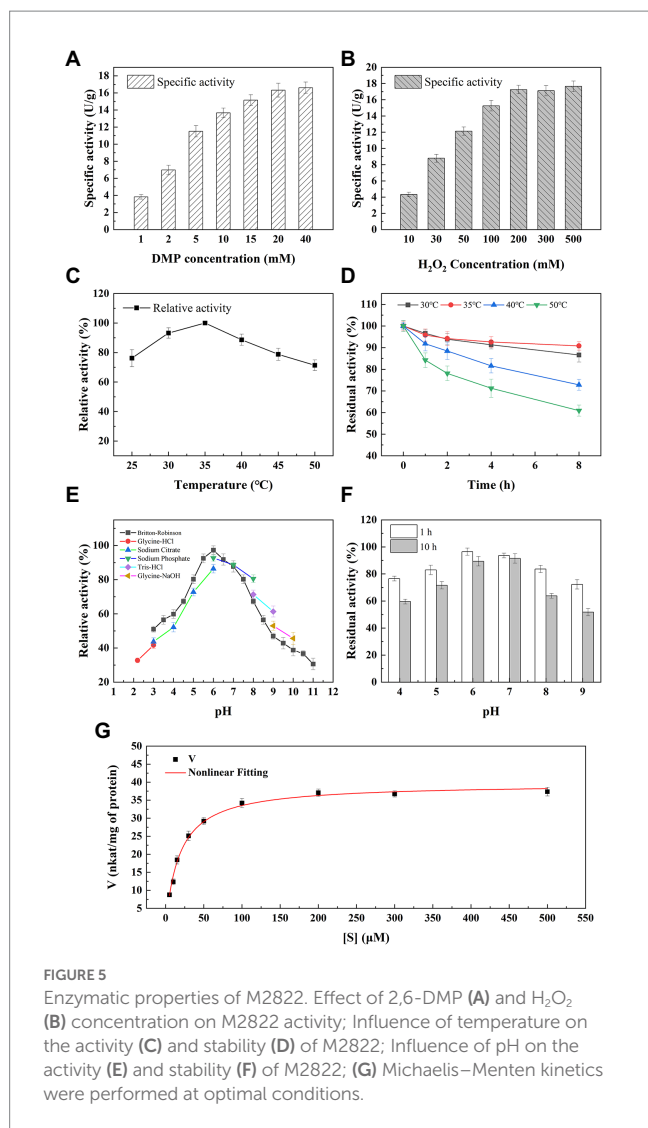 A
Specific activity
Specific activity (U/g)
18
16
14
12
10
8
6
4
2
0
1 2 5 10 15 20 40
DMP concentration (mM)
B
Specific activity
Specific activity (U/g)
20
18
16
14
12
10
8
6
4
2
0
10 30 50 100 200 300 500
H₂O₂ Concentration (mM)
C
Relative activity
Relative activity (%)
120
100
80
60
40
20
25 30 35 40 45 50
Temperature (℃)
D
30℃ 35℃ 40℃ 50℃
Residual activity (%)
110
100
90
80
70
60
50
40
0 2 4 6 8
Time (h)
E
Britton-Robinson
Glycine-HCl
Sodium Citrate
Sodium Phosphate
Tris-HCl
Glycine-NaOH
Relative activity (%)
100
80
60
40
20
1 2 3 4 5 6 7 8 9 10 11 12
pH
F
1 h
10 h
Residual activity (%)
120
100
80
60
40
20
0
4 5 6 7 8 9
pH
G
V
Nonlinear Fitting
V (nkat/mg of protein)
50
45
40
35
30
25
20
15
10
5
0 50 100 150 200 250 300 350 400 450 500 550
[S] (μM)
FIGURE 5
Enzymatic properties of M2822. Effect of 2,6-DMP (A) and H₂O₂
(B) concentration on M2822 activity; Influence of temperature on
the activity (C) and stability (D) of M2822; Influence of pH on the
activity (E) and stability (F) of M2822; (G) Michaelis–Menten kinetics
were performed at optimal conditions.